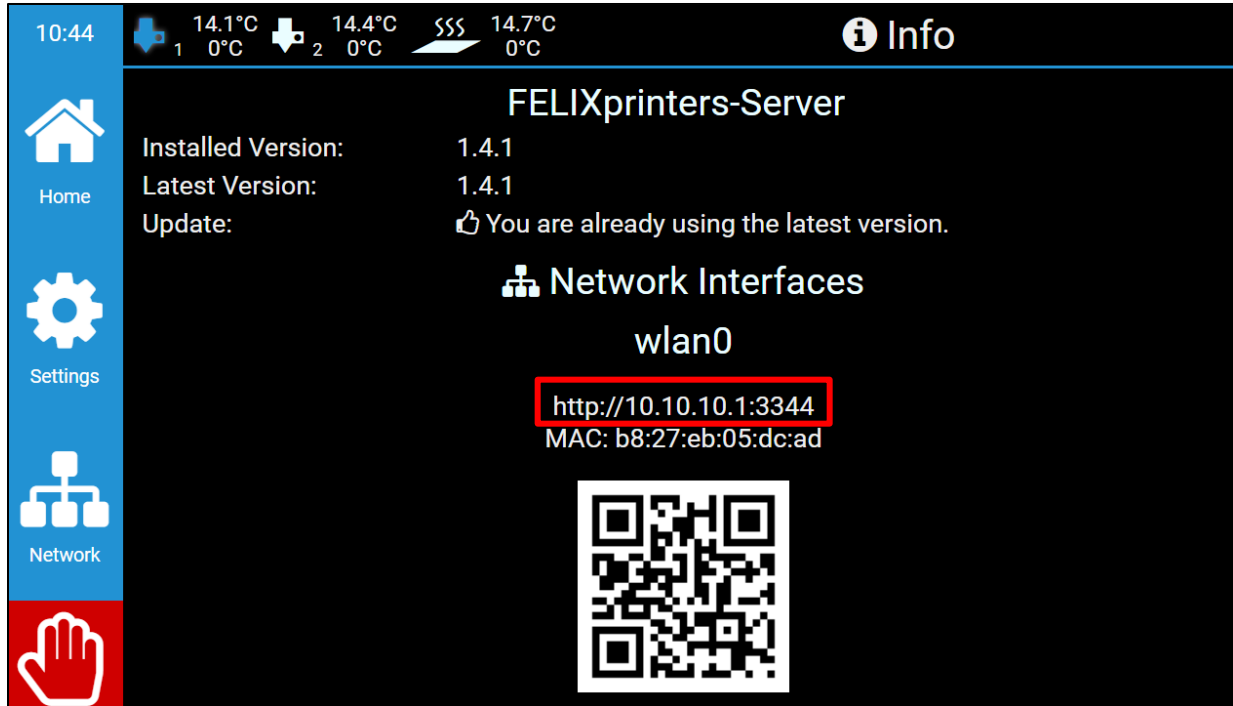 10:44
14.1°C 14.4°C 14.7°C
1 0°C 2 0°C 0°C
Info
FELIXprinters-Server
Installed Version: 1.4.1
Latest Version: 1.4.1
Home
Update: You are already using the latest version.
Network Interfaces
wlan0
Settings
http://10.10.10.1:3344
MAC: b8:27:eb:05:dc:ad
Network